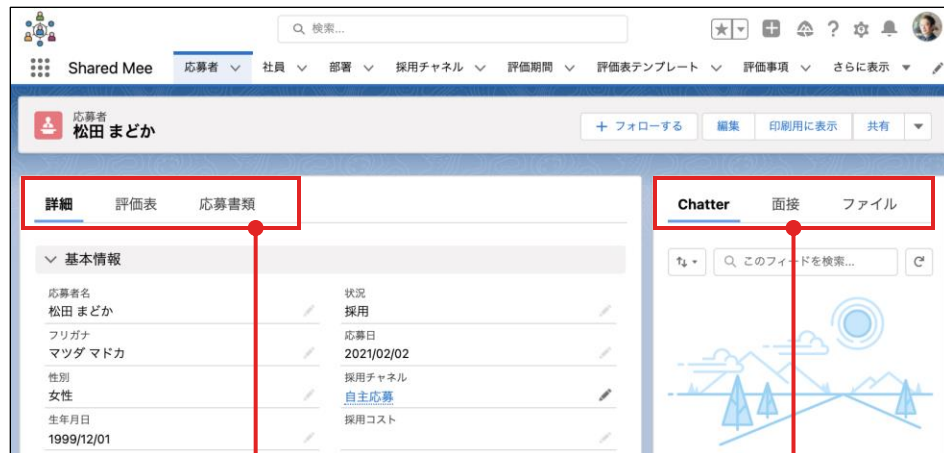 検索...
Shared Mee 応募者 社員 部署 採用チャネル 評価期間 評価表テンプレート 評価事項 さらに表示
応募者
松田 まどか
+ フォローする 編集 印刷用に表示 共有
詳細 評価表 応募書類
Chatter 面接 ファイル
基本情報
このフィードを検索...
応募者名 状況
松田 まどか 採用
フリガナ 応募日
マツダ マドカ 2021/02/02
性別 採用チャネル
女性 自主応募
生年月日 採用コスト
1999/12/01